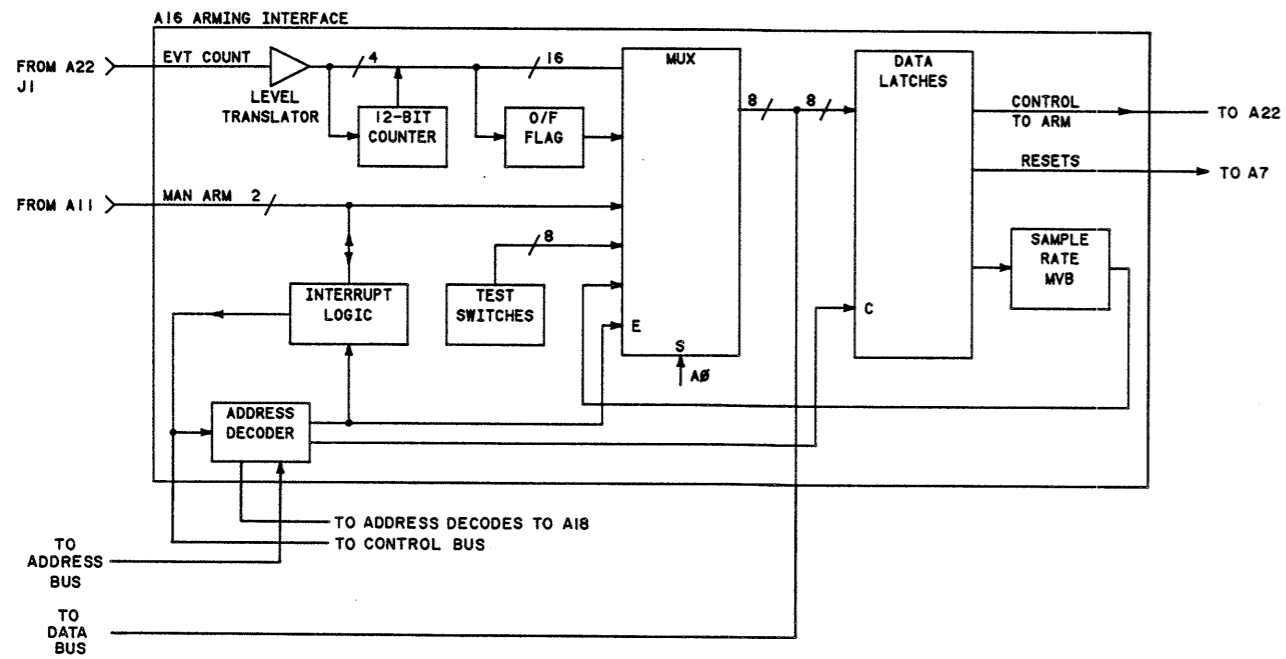 A16 ARMING INTERFACE
FROM A22
J1
EVT COUNT
LEVEL
TRANSLATOR
4
12-BIT
COUNTER
O/F
FLAG
16
MUX
8
8
DATA
LATCHES
CONTROL
TO ARM
TO A22
RESETS
TO A7
FROM A11
MAN ARM 2
8
INTERRUPT
LOGIC
TEST
SWITCHES
E
S
AØ
C
SAMPLE
RATE
MVB
ADDRESS
DECODER
TO ADDRESS DECODES TO A18
TO CONTROL BUS
TO
ADDRESS
BUS
TO
DATA
BUS